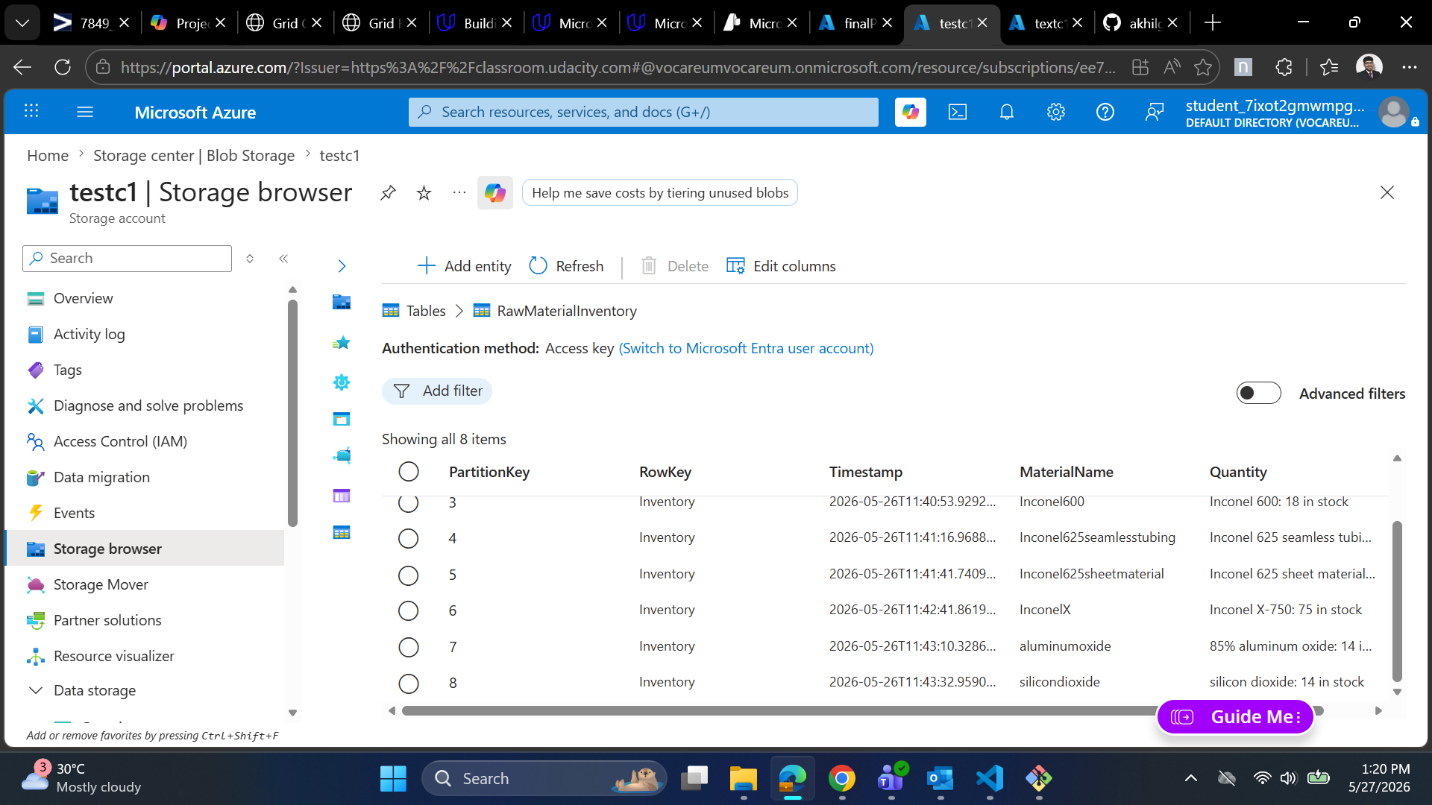 7849_
Projec
Grid C
Grid E
Buildi
Micro
Micro
Micro
finalP
testc1
textc1
akhil
https://portal.azure.com/?Issuer=https%3A%2F%2Fclassroom.udacity.com#@vocareumvocareum.onmicrosoft.com/resource/subscriptions/ee7...
Microsoft Azure
Search resources, services, and docs (G+/)
student_7ixot2gmwmpg...
DEFAULT DIRECTORY (VOCAREU...
Home > Storage center | Blob Storage > testc1
testc1 | Storage browser
Storage account
Help me save costs by tiering unused blobs
Search
Overview
Activity log
Tags
Diagnose and solve problems
Access Control (IAM)
Data migration
Events
Storage browser
Storage Mover
Partner solutions
Resource visualizer
Data storage
Add or remove favorites by pressing Ctrl+Shift+F
Add entity
Refresh
Delete
Edit columns
Tables > RawMaterialInventory
Authentication method: Access key (Switch to Microsoft Entra user account)
Add filter
Advanced filters
Showing all 8 items
PartitionKey RowKey Timestamp MaterialName Quantity
3 Inventory 2026-05-26T11:40:53.9292... Inconel600 Inconel 600: 18 in stock
4 Inventory 2026-05-26T11:41:16.9688... Inconel625seamlesstubing Inconel 625 seamless tubi...
5 Inventory 2026-05-26T11:41:41.7409... Inconel625sheetmaterial Inconel 625 sheet material...
6 Inventory 2026-05-26T11:42:41.8619... InconelX Inconel X-750: 75 in stock
7 Inventory 2026-05-26T11:43:10.3286... aluminumoxide 85% aluminum oxide: 14 i...
8 Inventory 2026-05-26T11:43:32.9590... silicondioxide silicon dioxide: 14 in stock
Guide Me
3
30°C
Mostly cloudy
Search
1:20 PM
5/27/2026